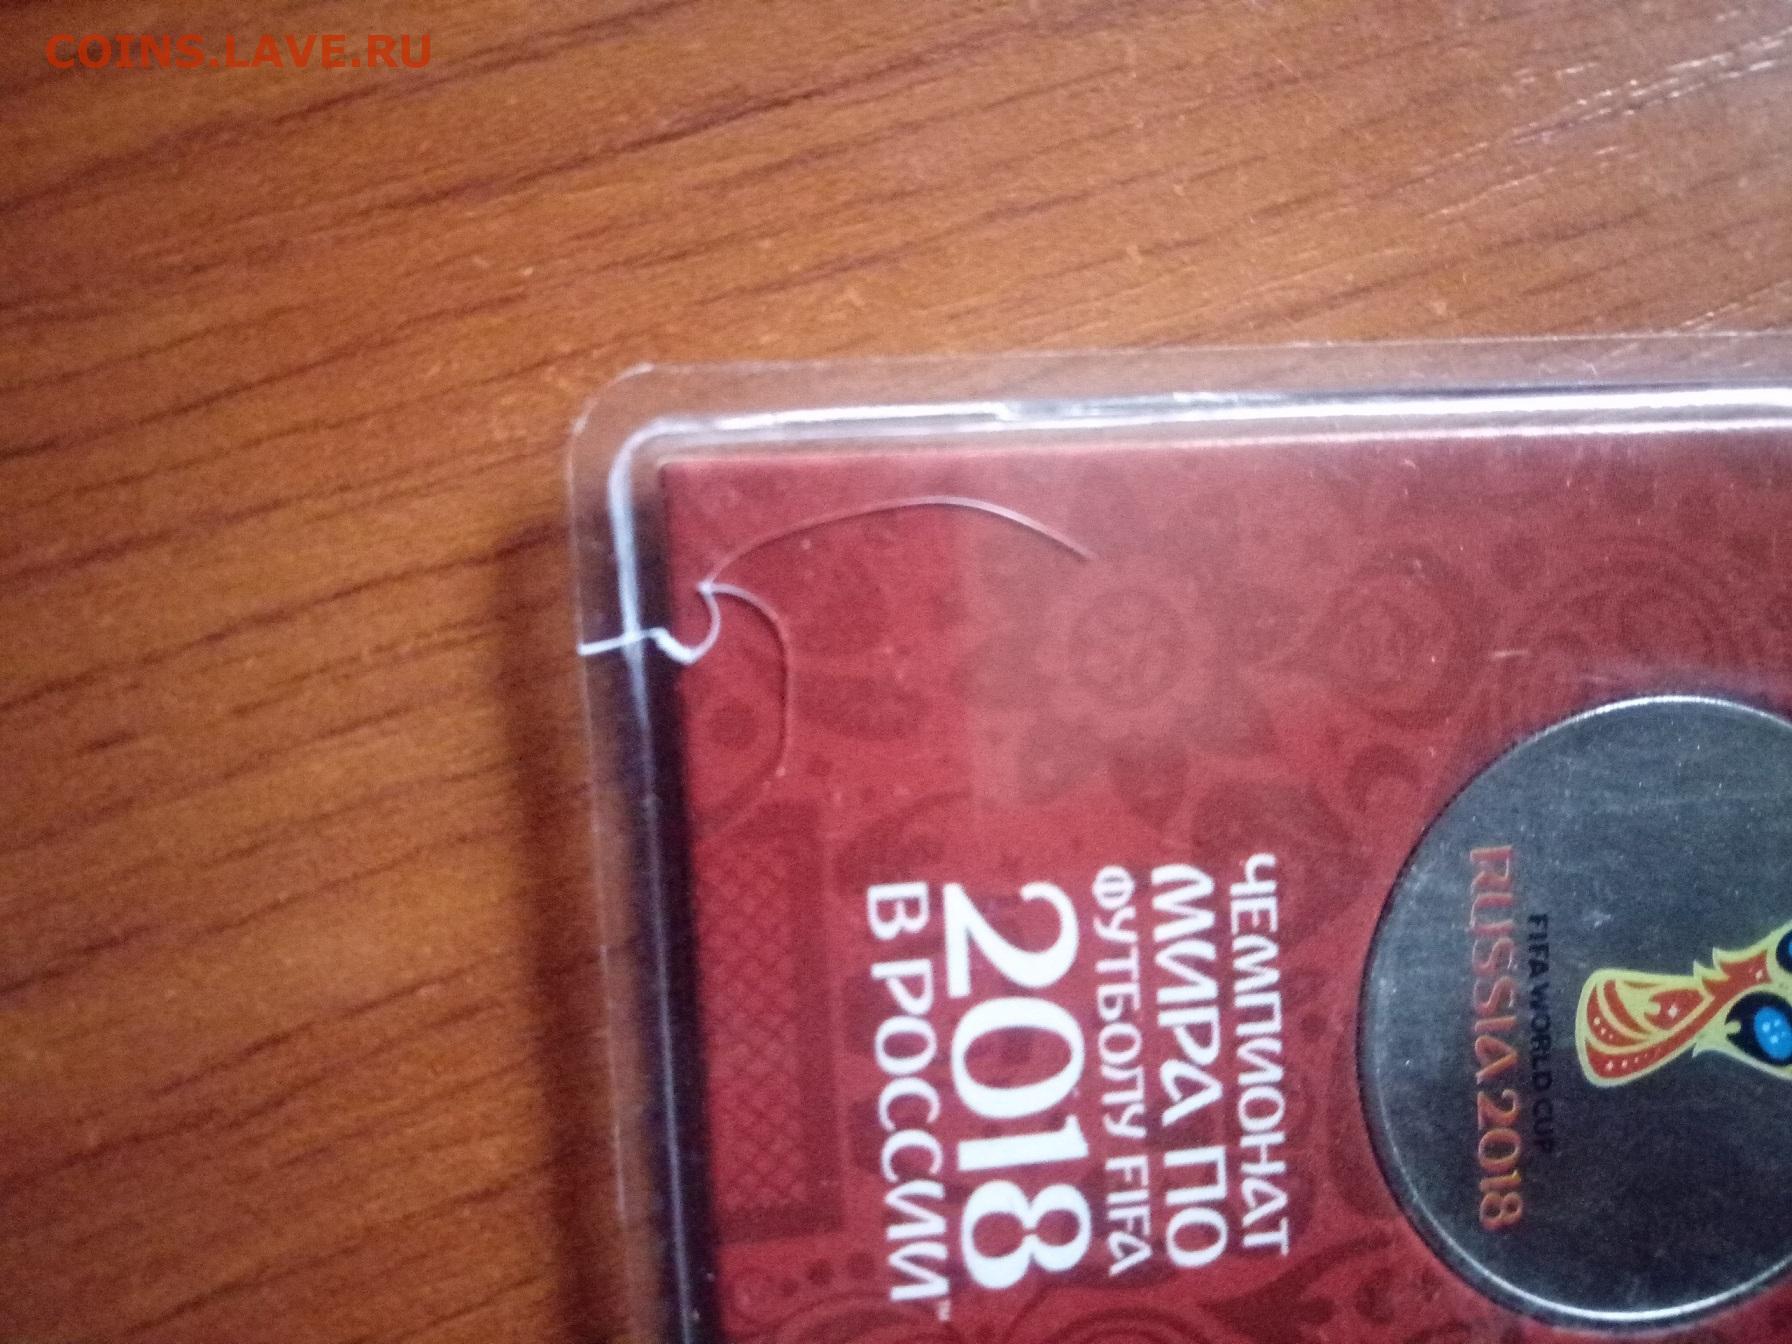 COINS.LAVE.RU
ЧЕМПИОНАТ
МИРА ПО
ФУТБОЛУ FIFA
2018
В РОССИИ™
FIFA WORLD CUP
RUSSIA 2018